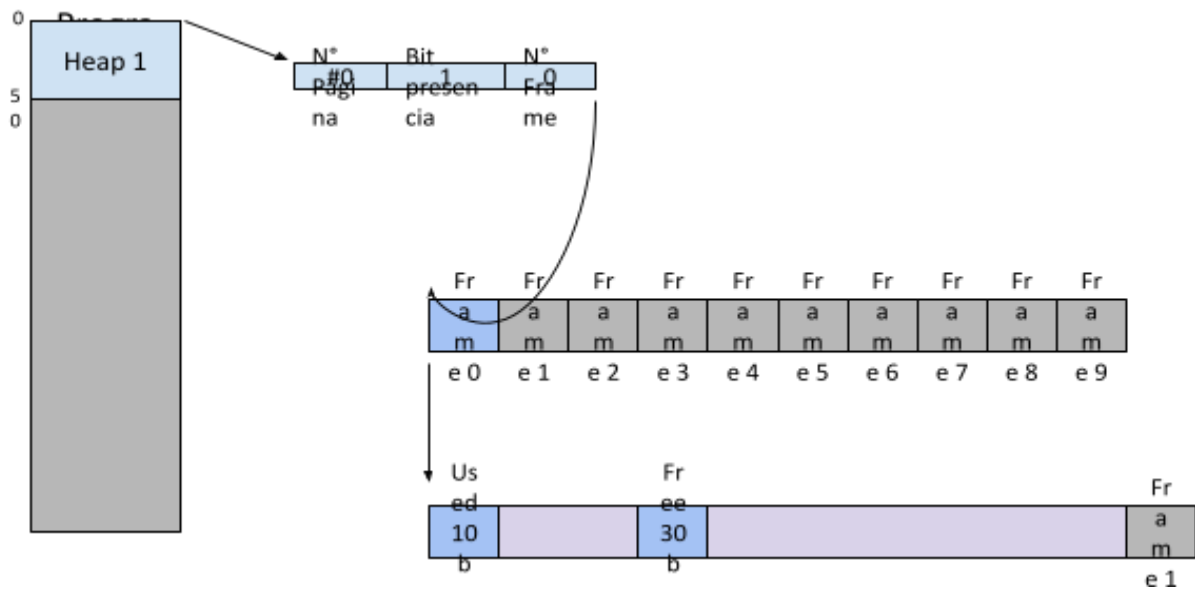 0
Heap 1
5
0
N°
Pági
na
#0
Bit
presen
cia
1
N°
Fra
me
0
Fr
a
m
e 0
Fr
a
m
e 1
Fr
a
m
e 2
Fr
a
m
e 3
Fr
a
m
e 4
Fr
a
m
e 5
Fr
a
m
e 6
Fr
a
m
e 7
Fr
a
m
e 8
Fr
a
m
e 9
Us
ed
10
b
Fr
ee
30
b
Fr
a
m
e 1